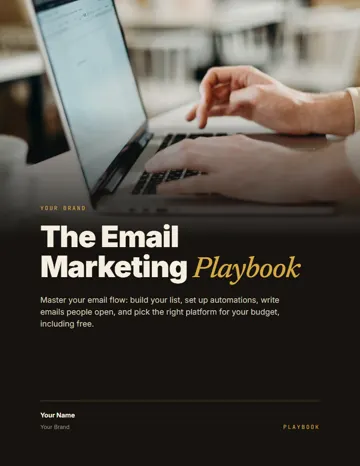 YOUR BRAND
The Email
Marketing Playbook
Master your email flow: build your list, set up automations, write
emails people open, and pick the right platform for your budget,
including free.
Your Name
Your Brand
PLAYBOOK